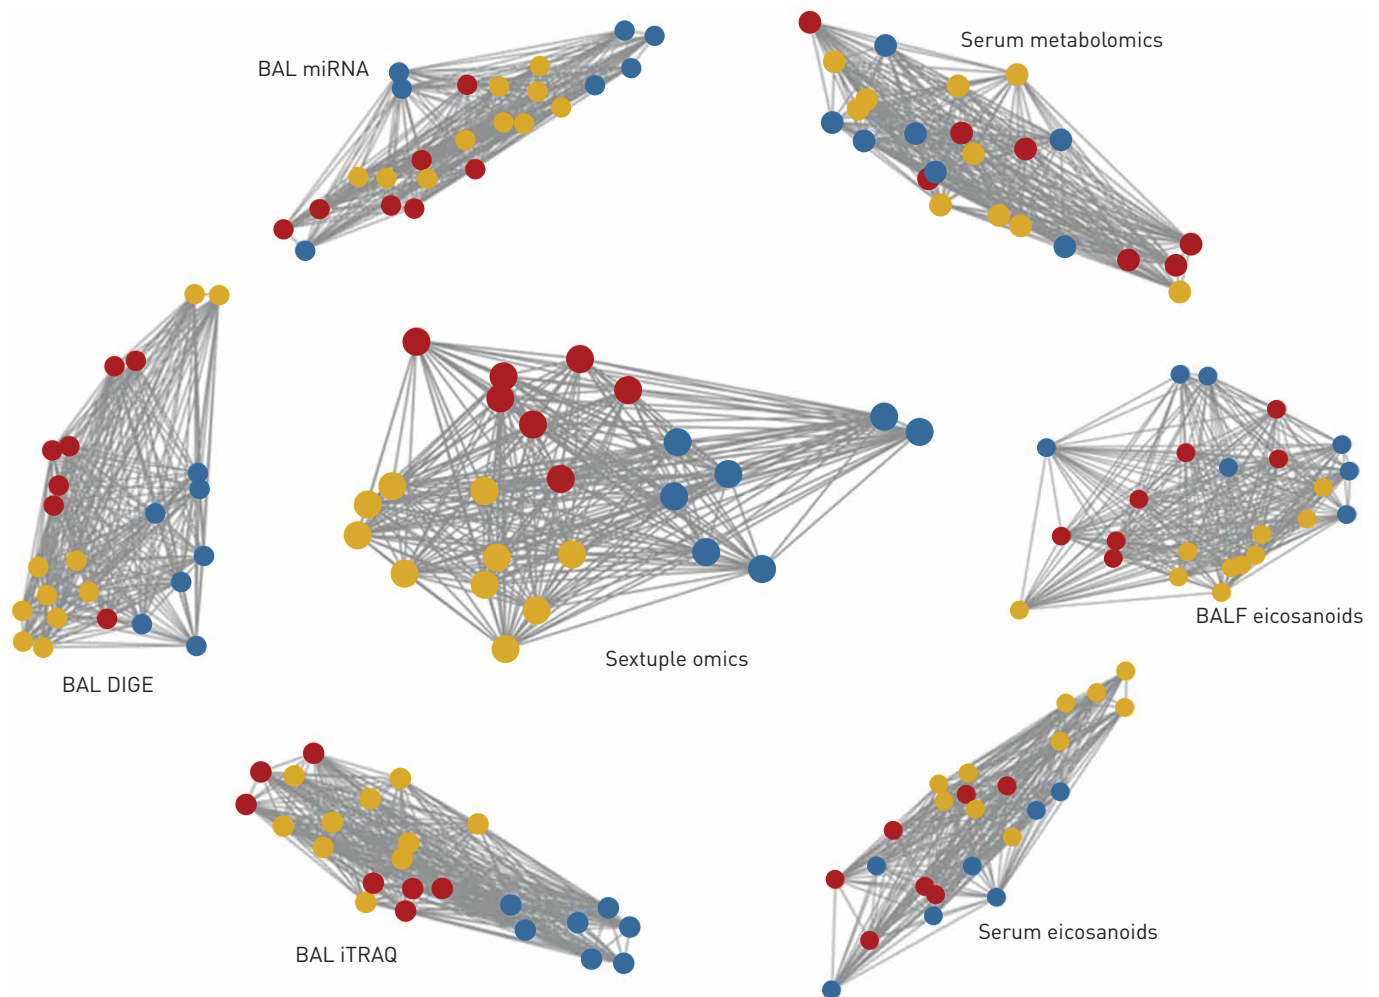 Serum metabolomics
BAL miRNA
BALF eicosanoids
Sextuple omics
BAL DIGE
Serum eicosanoids
BAL iTRAQ